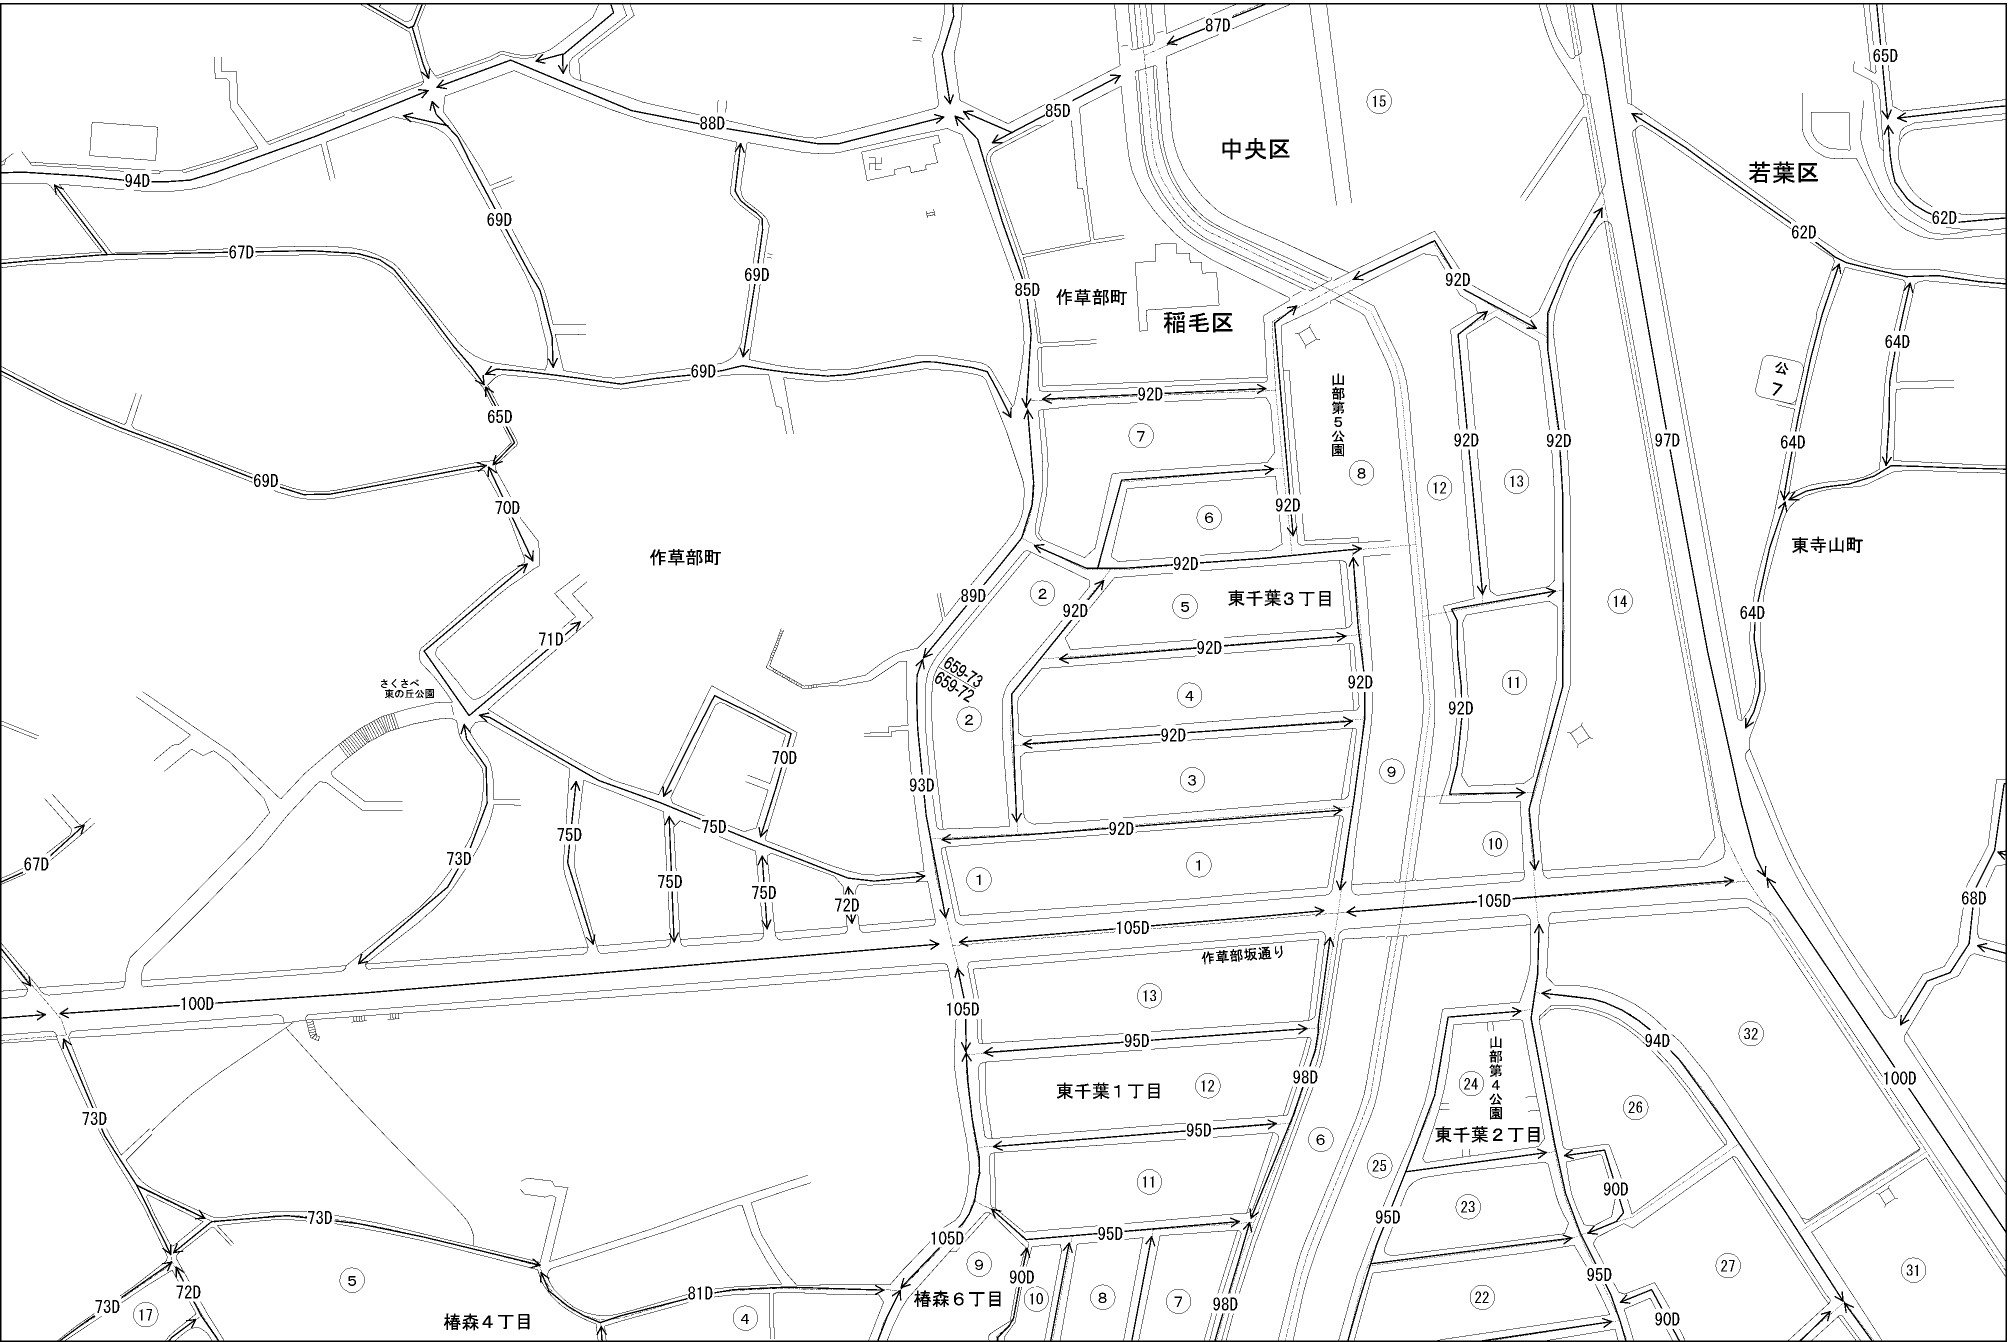 87D
65D
85D
15
88D
中央区
若葉区
94D
69D
62D
62D
67D
69D
92D
85D
作草部町
稲毛区
64D
69D
公
7
山部第5公園
92D
65D
7
92D
92D
97D
64D
69D
8
13
12
70D
92D
6
東寺山町
作草部町
92D
89D
2
92D
5
東千葉3丁目
14
64D
71D
92D
659-73
659-72
さくさべ
東の丘公園
92D
11
4
2
92D
92D
70D
9
3
93D
75D
75D
92D
10
67D
73D
75D
75D
72D
1
1
68D
105D
105D
作草部坂通り
100D
13
105D
32
95D
94D
山部第4公園
98D
24
100D
東千葉1丁目
12
26
73D
95D
6
東千葉2丁目
25
11
90D
23
73D
95D
105D
95D
9
90D
27
31
5
95D
72D
81D
10
8
7
98D
22
椿森6丁目
73D
17
椿森4丁目
4
90D